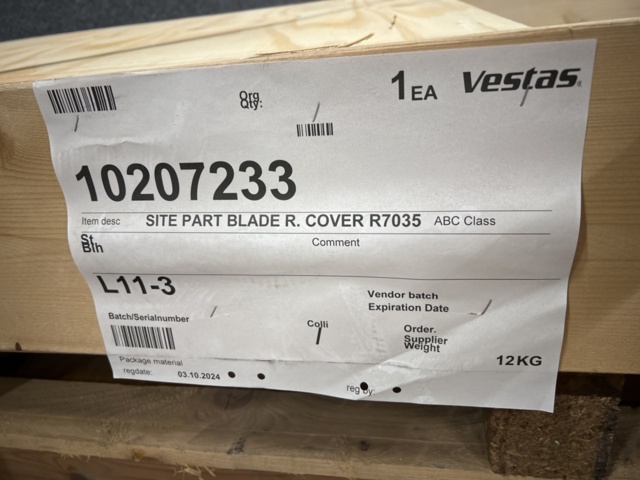 Org
Qty:
1 EA
Vestas
10207233
Item desc SITE PART BLADE R. COVER R7035 ABC Class
St
Bin
Comment
L11-3
Vendor batch
Expiration Date
Batch/Serialnumber
Colli
Order.
Supplier
Weight
12KG
Package material
regdate: 03.10.2024
reg by: